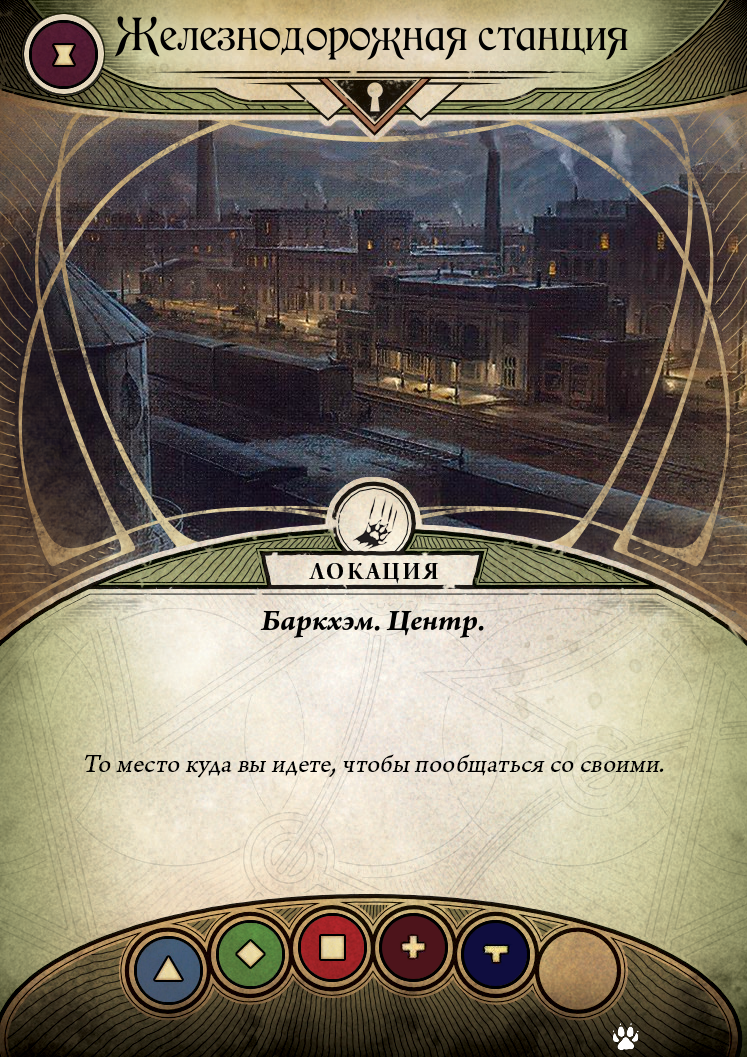 Железнодорожная станция
ЛОКАЦИЯ
Баркхэм. Центр.
То место куда вы идете, чтобы пообщаться со своими.